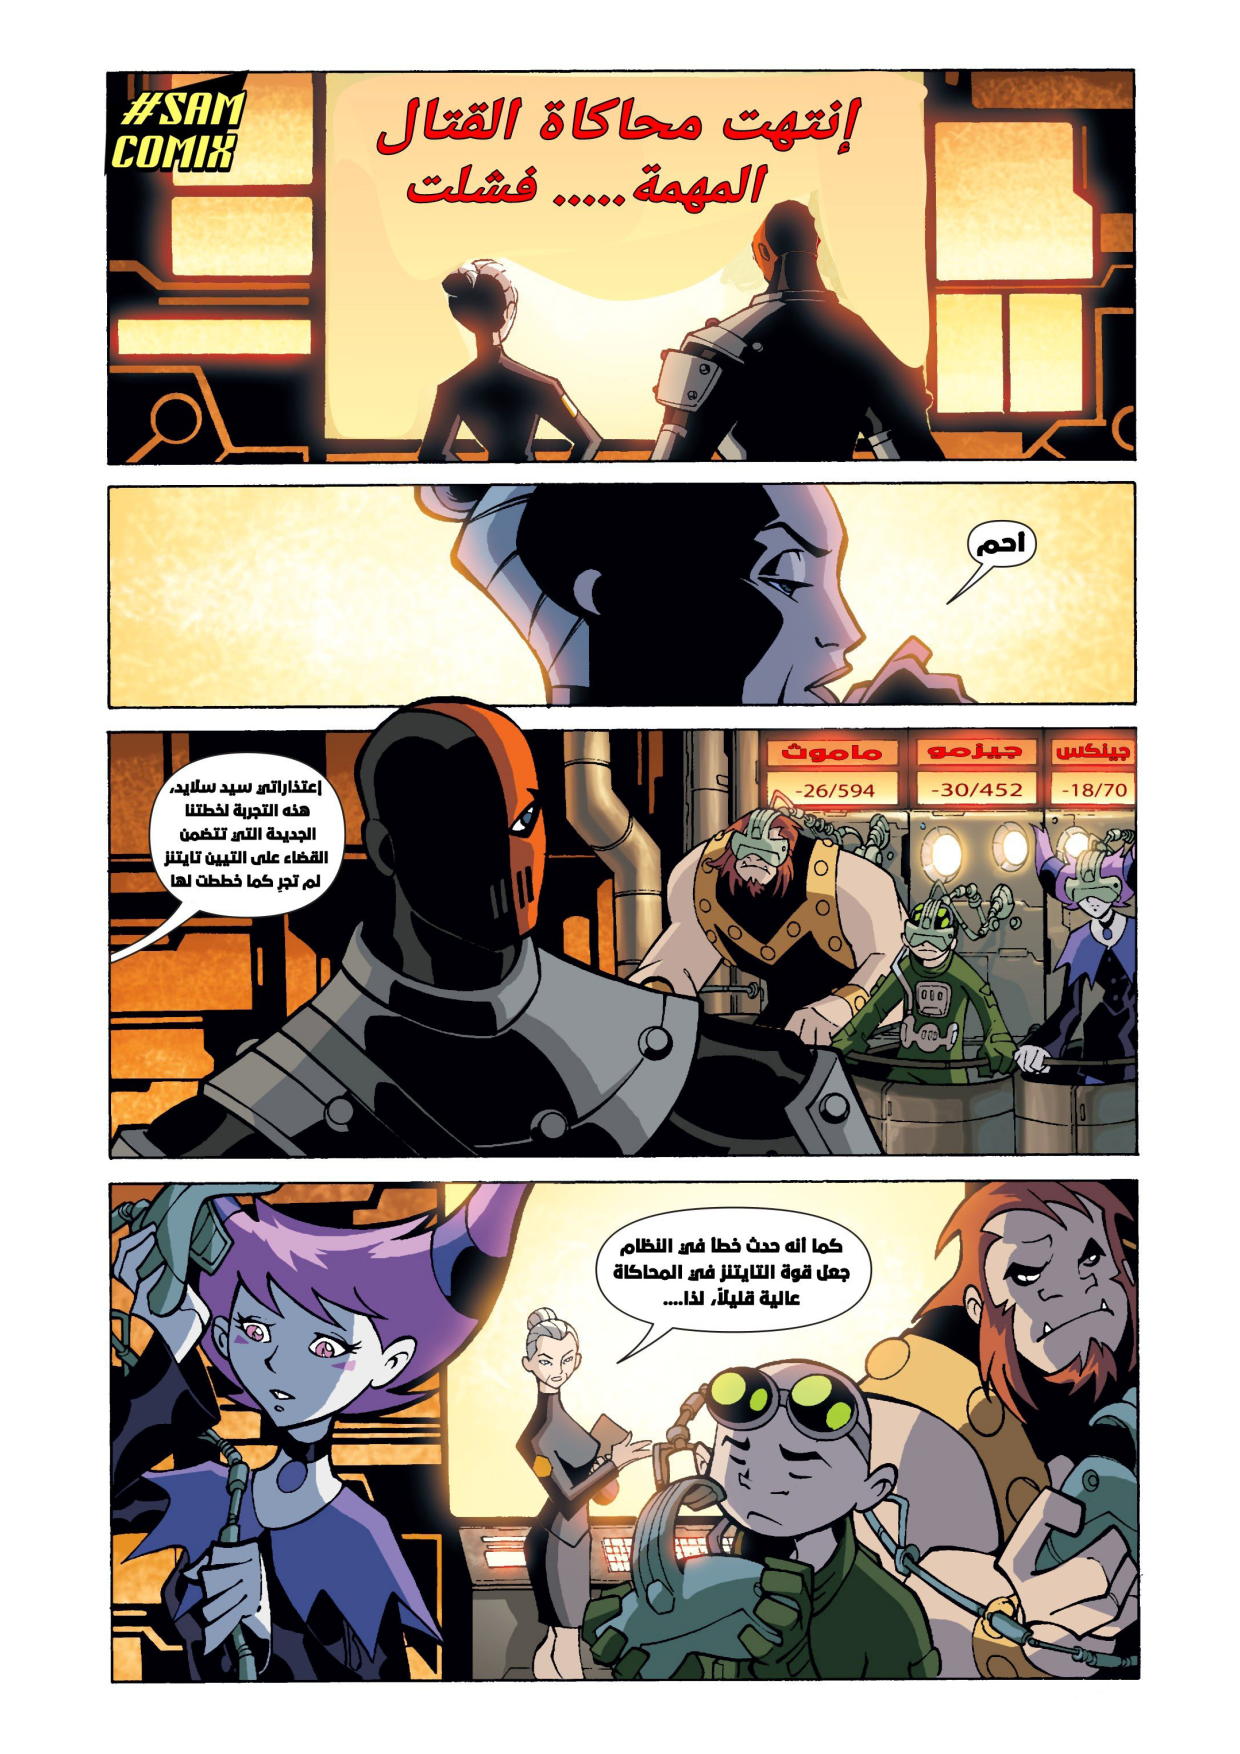 #SAM
COMIX
إنتهت محاكاة القتال
المهمة..... فشلت
أحم
إعتذاراتي سيد سلايد،
هذه التجربة لخطتنا
الجديدة التي تتضمن
القضاء على التيين تايتنز
لم تجرِ كما خططت لها
جينكس
جيزمو
ماموث
-18/70
-30/452
-26/594
كما أنه حدث خطأ في النظام
جعل قوة التايتنز في المحاكاة
عالية قليلاً، لذا....